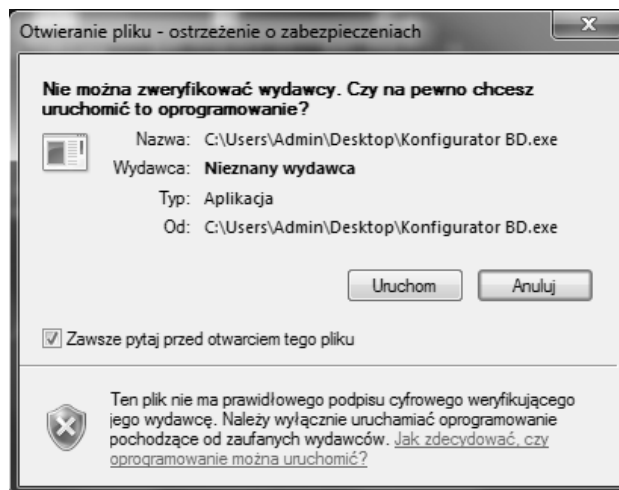 Otwieranie pliku - ostrzeżenie o zabezpieczeniach
Nie można zweryfikować wydawcy. Czy na pewno chcesz
uruchomić to oprogramowanie?
Nazwa: C:\Users\Admin\Desktop\Konfigurator BD.exe
Wydawca: Nieznany wydawca
Typ: Aplikacja
Od: C:\Users\Admin\Desktop\Konfigurator BD.exe
Uruchom Anuluj
Zawsze pytaj przed otwarciem tego pliku
Ten plik nie ma prawidłowego podpisu cyfrowego weryfikującego
jego wydawcę. Należy wyłącznie uruchamiać oprogramowanie
pochodzące od zaufanych wydawców. Jak zdecydować, czy
oprogramowanie można uruchomić?